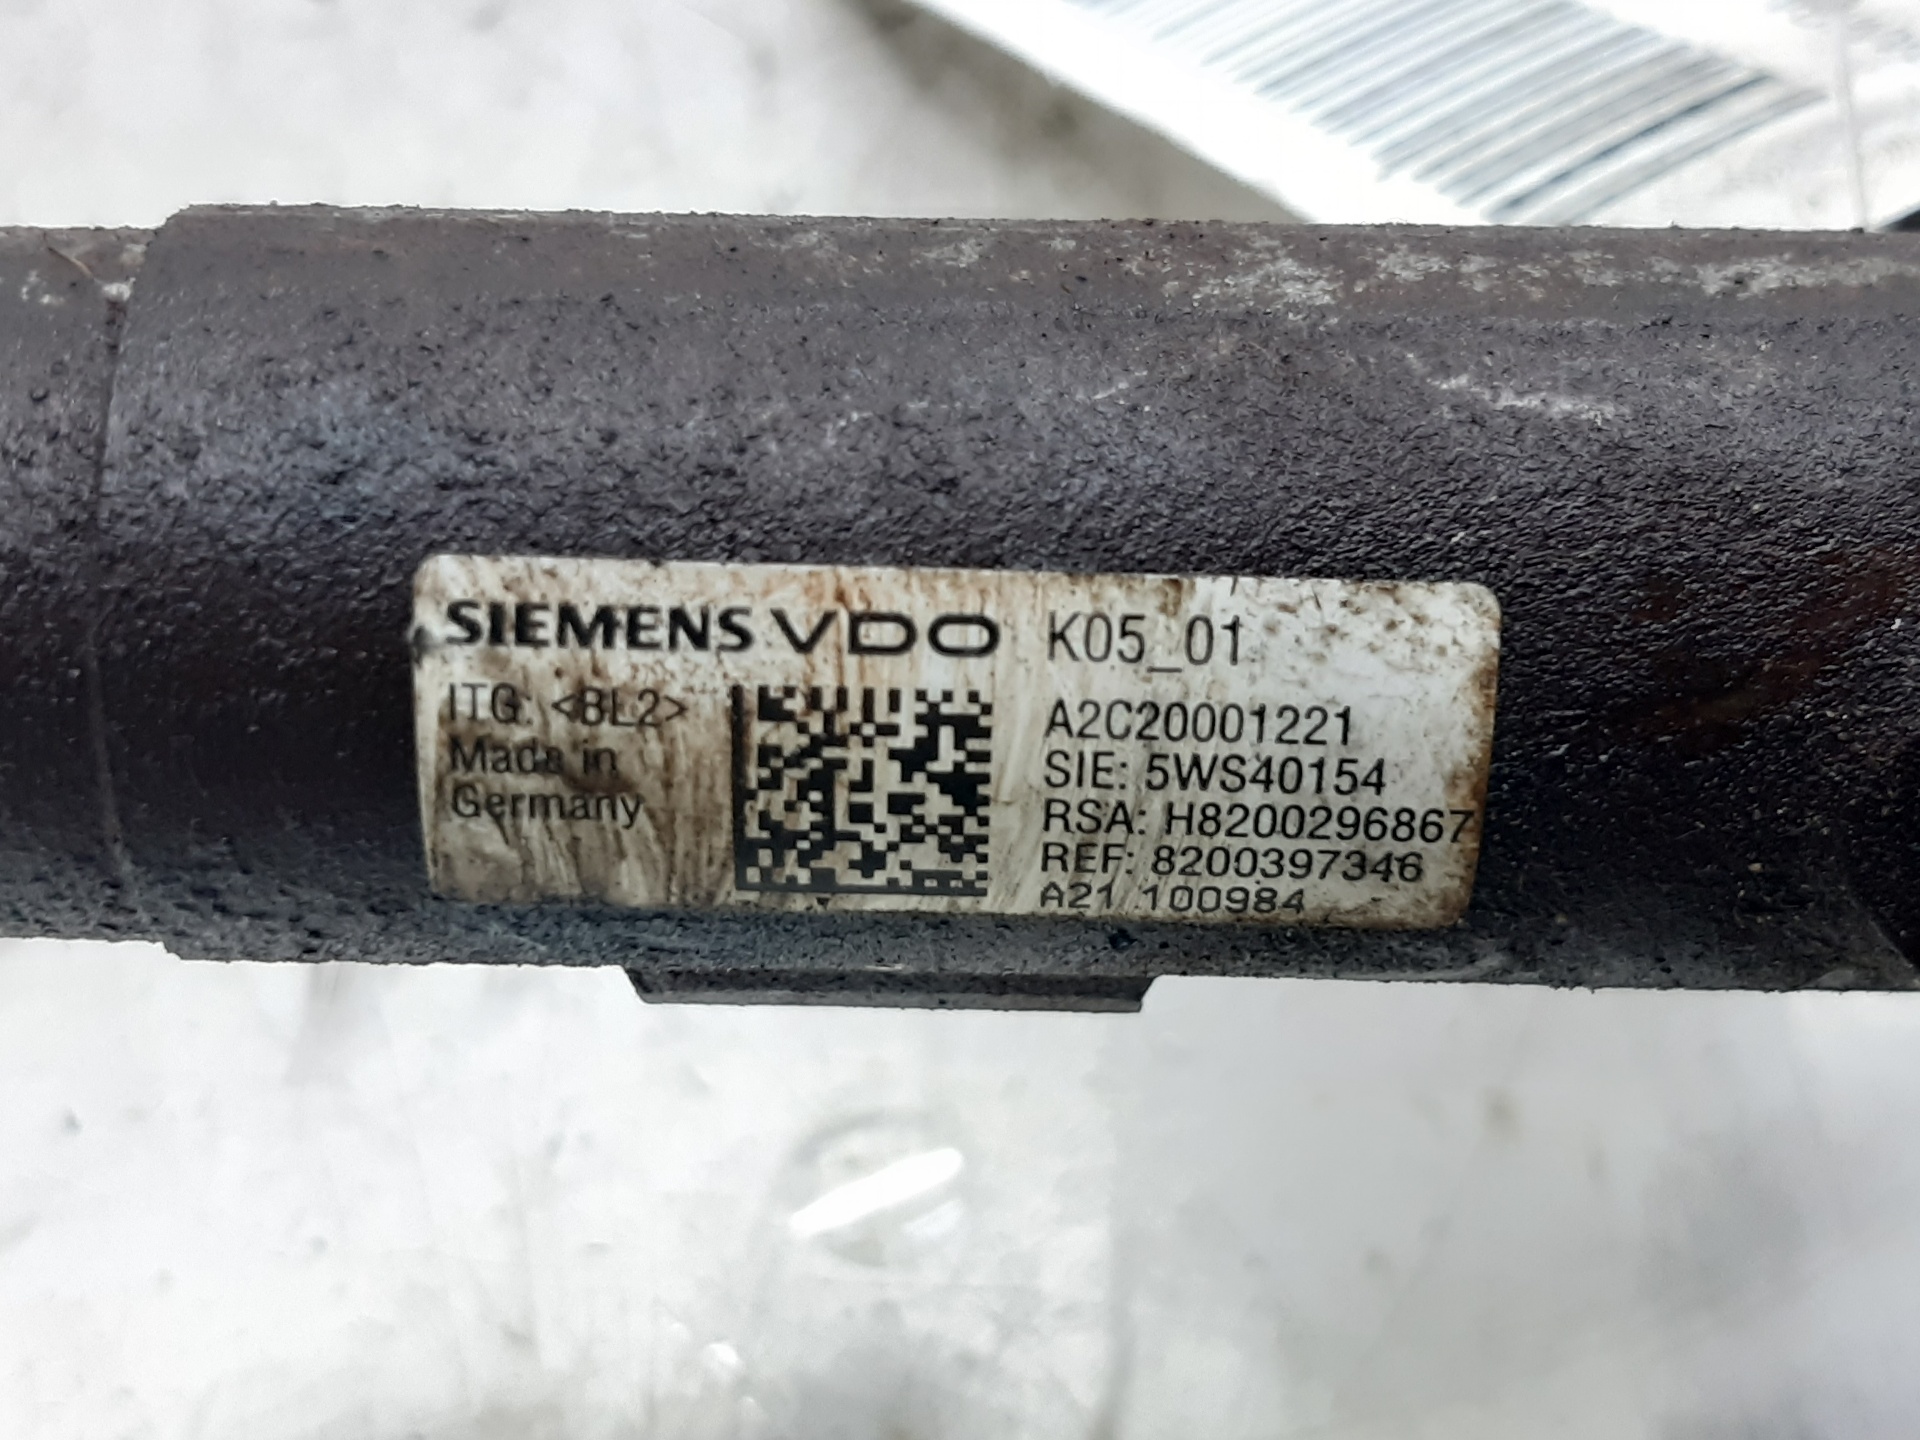 SIEMENS VDO K05_01
ITG: <8L2>
Made in
Germany
A2C20001221
SIE: 5WS40154
RSA: H8200296867
REF: 8200397346
A21 100984